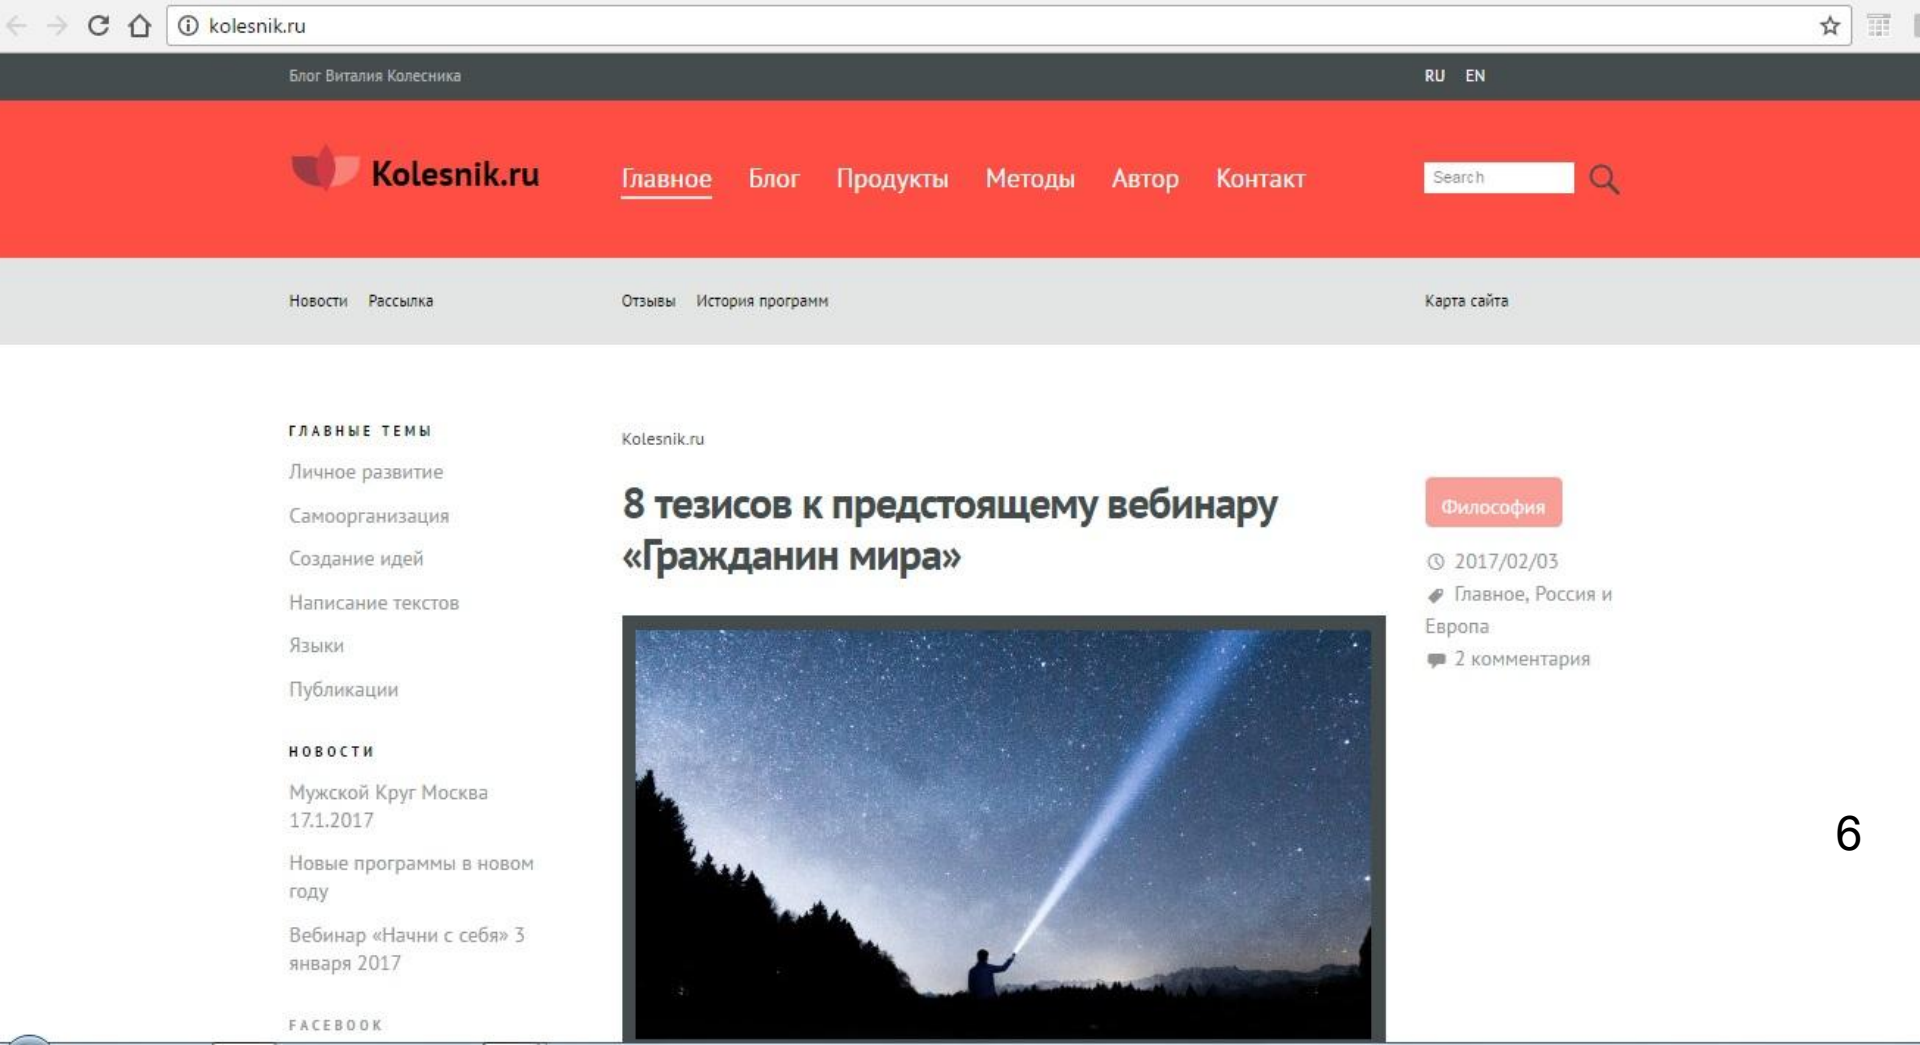 kolesnik.ru
Блог Виталия Колесника
RU EN
Kolesnik.ru
Главное Блог Продукты Методы Автор Контакт
Search
Новости Рассылка
Отзывы История программ
Карта сайта
ГЛАВНЫЕ ТЕМЫ
Личное развитие
Самоорганизация
Создание идей
Написание текстов
Языки
Публикации
НОВОСТИ
Мужской Круг Москва
17.1.2017
Новые программы в новом
году
Вебинар «Начни с себя» 3
января 2017
FACEBOOK
Kolesnik.ru
8 тезисов к предстоящему вебинару
«Гражданин мира»
Философия
2017/02/03
Главное, Россия и
Европа
2 комментария
6